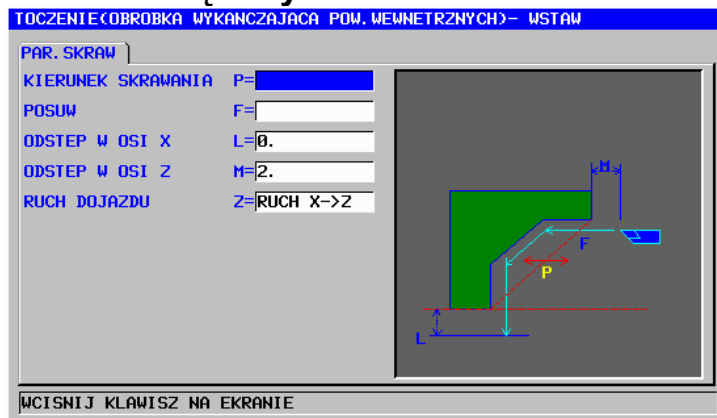 TOCZENIE(OBROBKA WYKANCZAJACA POW.WEWNETRZNYCH)- WSTAW
PAR.SKRAW
KIERUNEK SKRAWANIA P=
POSUW F=
ODSTEP W OSI X L=0.
ODSTEP W OSI Z M=2.
RUCH DOJAZDU Z=RUCH X->Z
M
F
P
L
WCISNIJ KLAWISZ NA EKRANIE